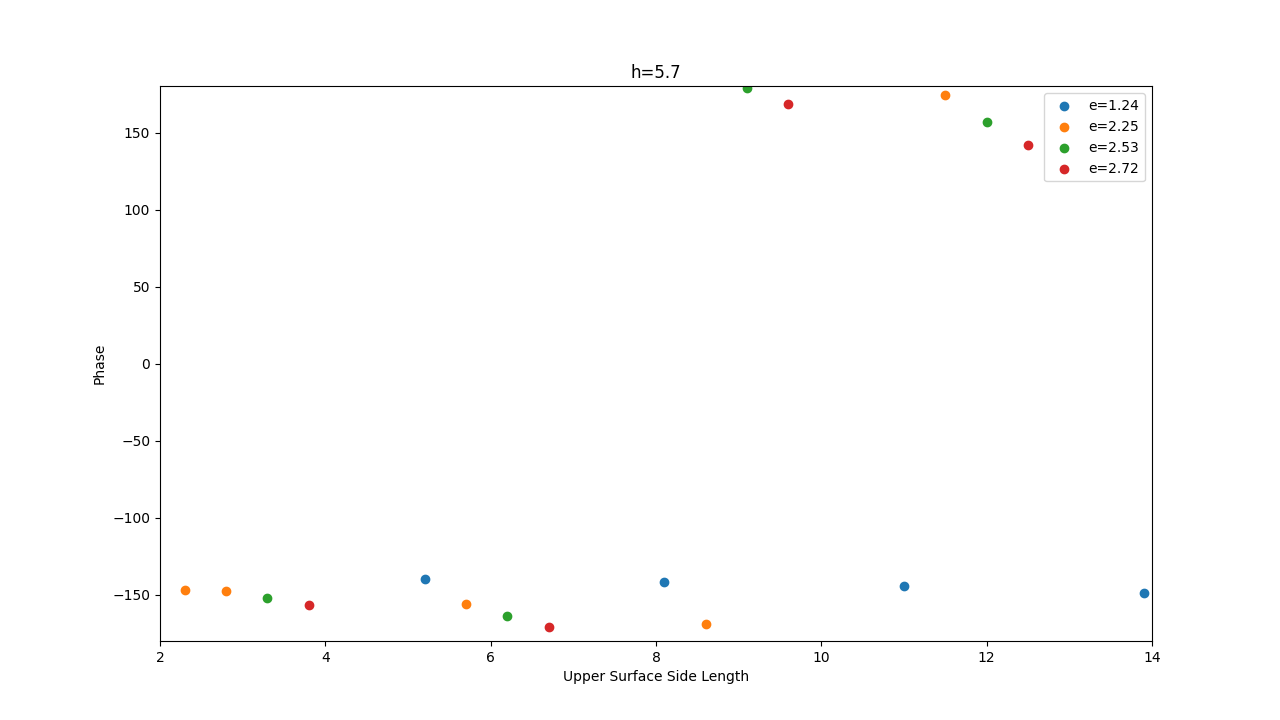 h=5.7
e=1.24
e=2.25
e=2.53
e=2.72
150
100
50
0
−50
−100
−150
Phase
2 4 6 8 10 12 14
Upper Surface Side Length